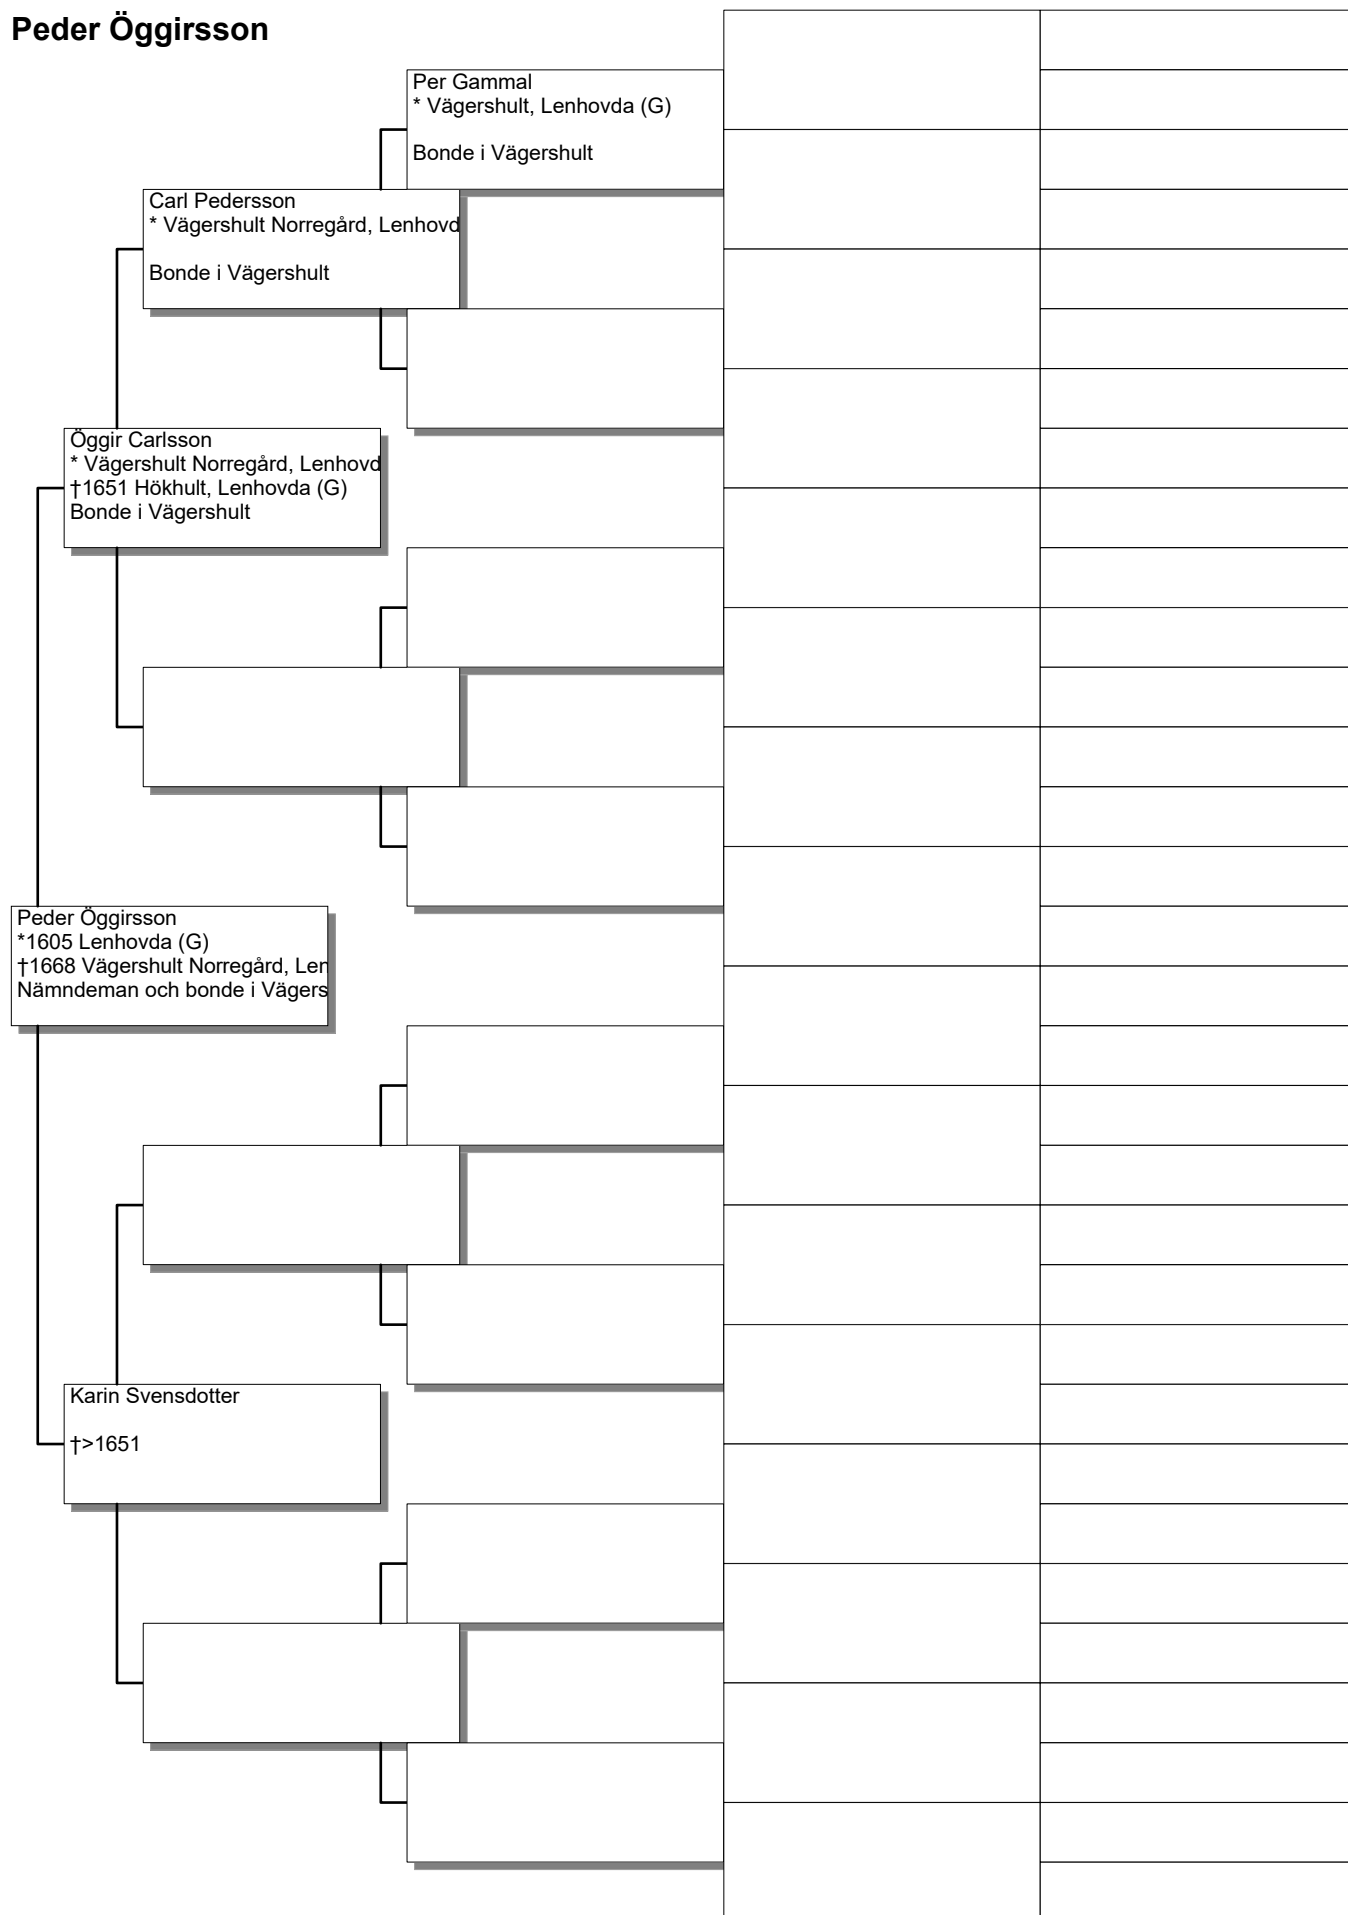 Peder Öggirsson
Per Gammal
* Vägershult, Lenhovda (G)
Bonde i Vägershult
Carl Pedersson
* Vägershult Norregård, Lenhovd
Bonde i Vägershult
Öggir Carlsson
* Vägershult Norregård, Lenhovd
†1651 Hökhult, Lenhovda (G)
Bonde i Vägershult
Peder Öggirsson
*1605 Lenhovda (G)
†1668 Vägershult Norregård, Len
Nämndeman och bonde i Vägers
Karin Svensdotter
†>1651